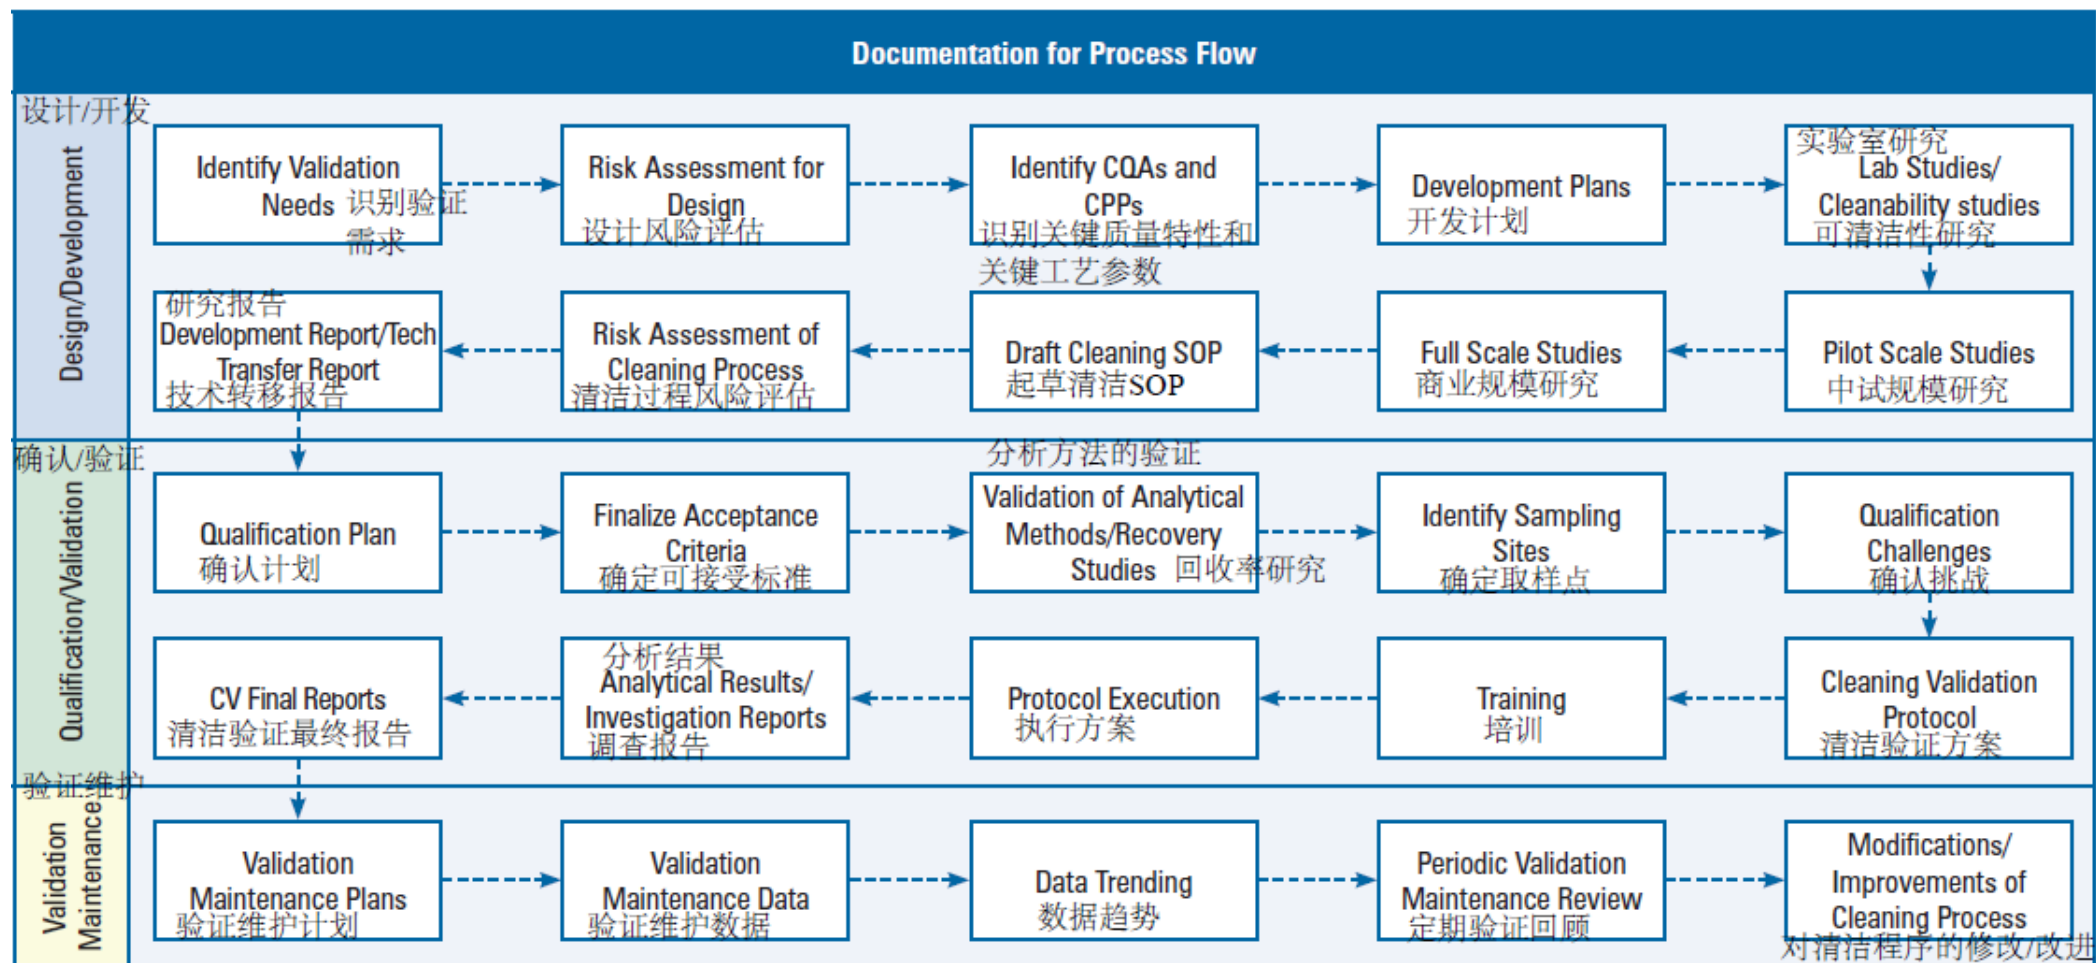 Documentation for Process Flow
设计/开发
Design/Development
Identify Validation
Needs 识别验证
需求
Risk Assessment for
Design
设计风险评估
Identify CQAs and
CPPs
识别关键质量特性和
关键工艺参数
Development Plans
开发计划
实验室研究
Lab Studies/
Cleanability studies
可清洁性研究
Pilot Scale Studies
中试规模研究
Full Scale Studies
商业规模研究
Draft Cleaning SOP
起草清洁SOP
Risk Assessment of
Cleaning Process
清洁过程风险评估
研究报告
Development Report/Tech
Transfer Report
技术转移报告
确认/验证
Qualification/Validation
Qualification Plan
确认计划
Finalize Acceptance
Criteria
确定可接受标准
分析方法的验证
Validation of Analytical
Methods/Recovery
Studies 回收率研究
Identify Sampling
Sites
确定取样点
Qualification
Challenges
确认挑战
Cleaning Validation
Protocol
清洁验证方案
Training
培训
Protocol Execution
执行方案
分析结果
Analytical Results/
Investigation Reports
调查报告
CV Final Reports
清洁验证最终报告
验证维护
Validation
Maintenance
Validation
Maintenance Plans
验证维护计划
Validation
Maintenance Data
验证维护数据
Data Trending
数据趋势
Periodic Validation
Maintenance Review
定期验证回顾
Modifications/
Improvements of
Cleaning Process
对清洁程序的修改/改进